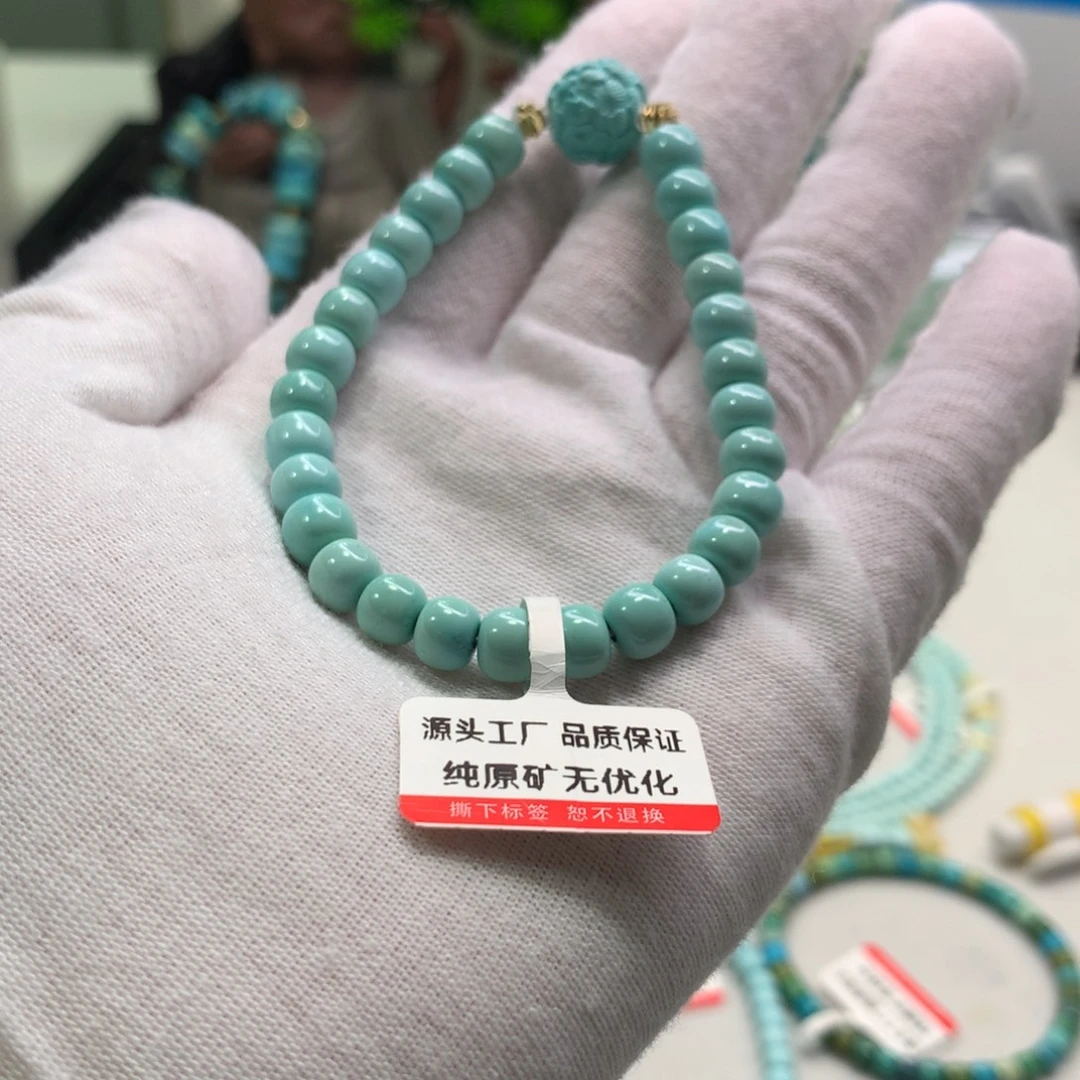 源头工厂 品质保证
纯原矿无优化
撕下标签 恕不退换